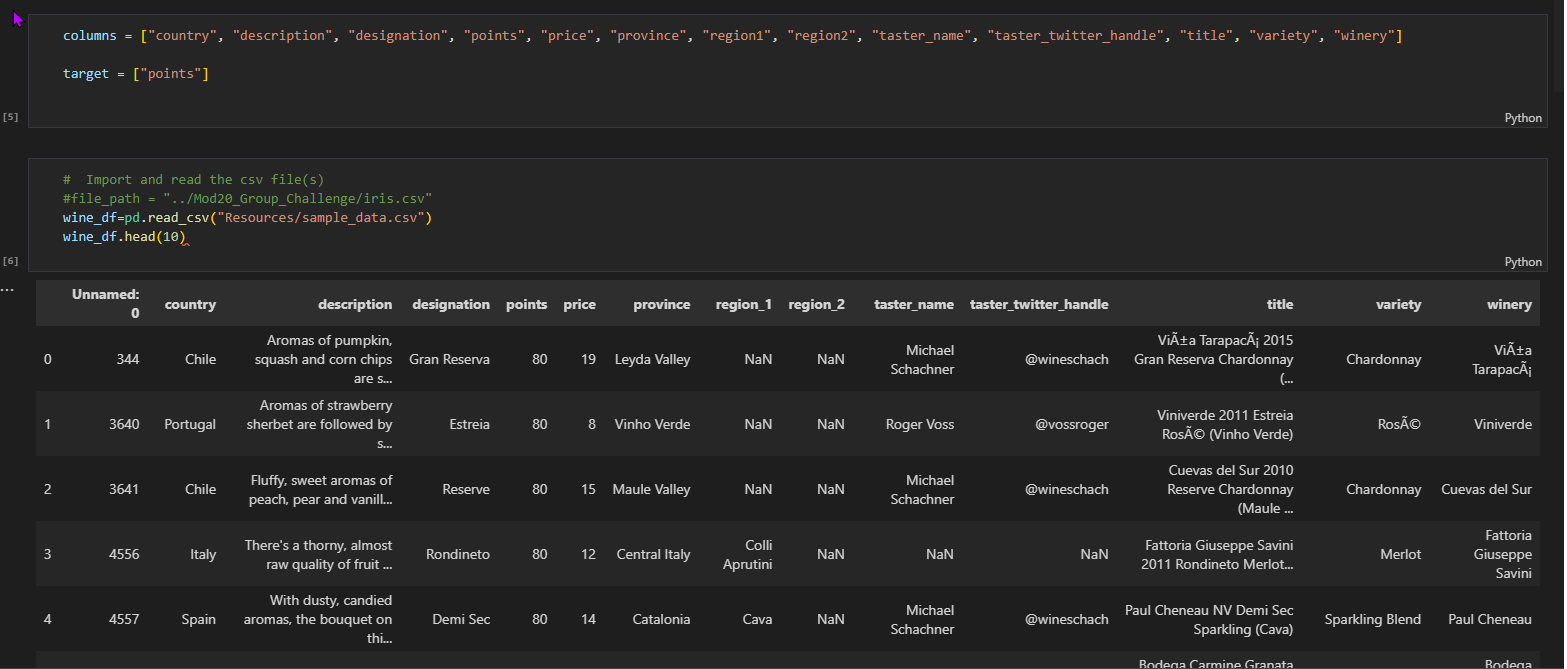 columns = ["country", "description", "designation", "points", "price", "province", "region1", "region2", "taster_name", "taster_twitter_handle", "title", "variety", "winery"]
target = ["points"]
[5]
Python
#  Import and read the csv file(s)
#file_path = "../Mod20_Group_Challenge/iris.csv"
wine_df=pd.read_csv("Resources/sample_data.csv")
wine_df.head(10)
[6]
Python
...
Unnamed: 0 country description designation points price province region_1 region_2 taster_name taster_twitter_handle title variety winery
0 344 Chile Aromas of pumpkin, squash and corn chips are s... Gran Reserva 80 19 Leyda Valley NaN NaN Michael Schachner @wineschach ViÃ±a TarapacÃ¡ 2015 Gran Reserva Chardonnay (... Chardonnay ViÃ±a TarapacÃ¡
1 3640 Portugal Aromas of strawberry sherbet are followed by s... Estreia 80 8 Vinho Verde NaN NaN Roger Voss @vossroger Viniverde 2011 Estreia RosÃ© (Vinho Verde) RosÃ© Viniverde
2 3641 Chile Fluffy, sweet aromas of peach, pear and vanill... Reserve 80 15 Maule Valley NaN NaN Michael Schachner @wineschach Cuevas del Sur 2010 Reserve Chardonnay (Maule ... Chardonnay Cuevas del Sur
3 4556 Italy There's a thorny, almost raw quality of fruit ... Rondineto 80 12 Central Italy Colli Aprutini NaN NaN NaN Fattoria Giuseppe Savini 2011 Rondineto Merlot... Merlot Fattoria Giuseppe Savini
4 4557 Spain With dusty, candied aromas, the bouquet on thi... Demi Sec 80 14 Catalonia Cava NaN Michael Schachner @wineschach Paul Cheneau NV Demi Sec Sparkling (Cava) Sparkling Blend Paul Cheneau
Bodega Carmine Granata Bodega